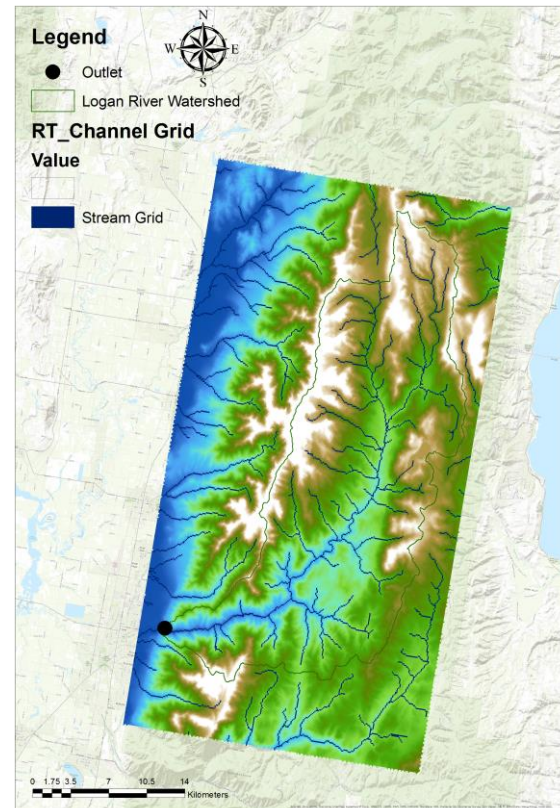 Legend
N
W
E
S
Outlet
Logan River Watershed
RT_Channel Grid
Value
Stream Grid
0 1.75 3.5 7 10.5 14
Kilometers